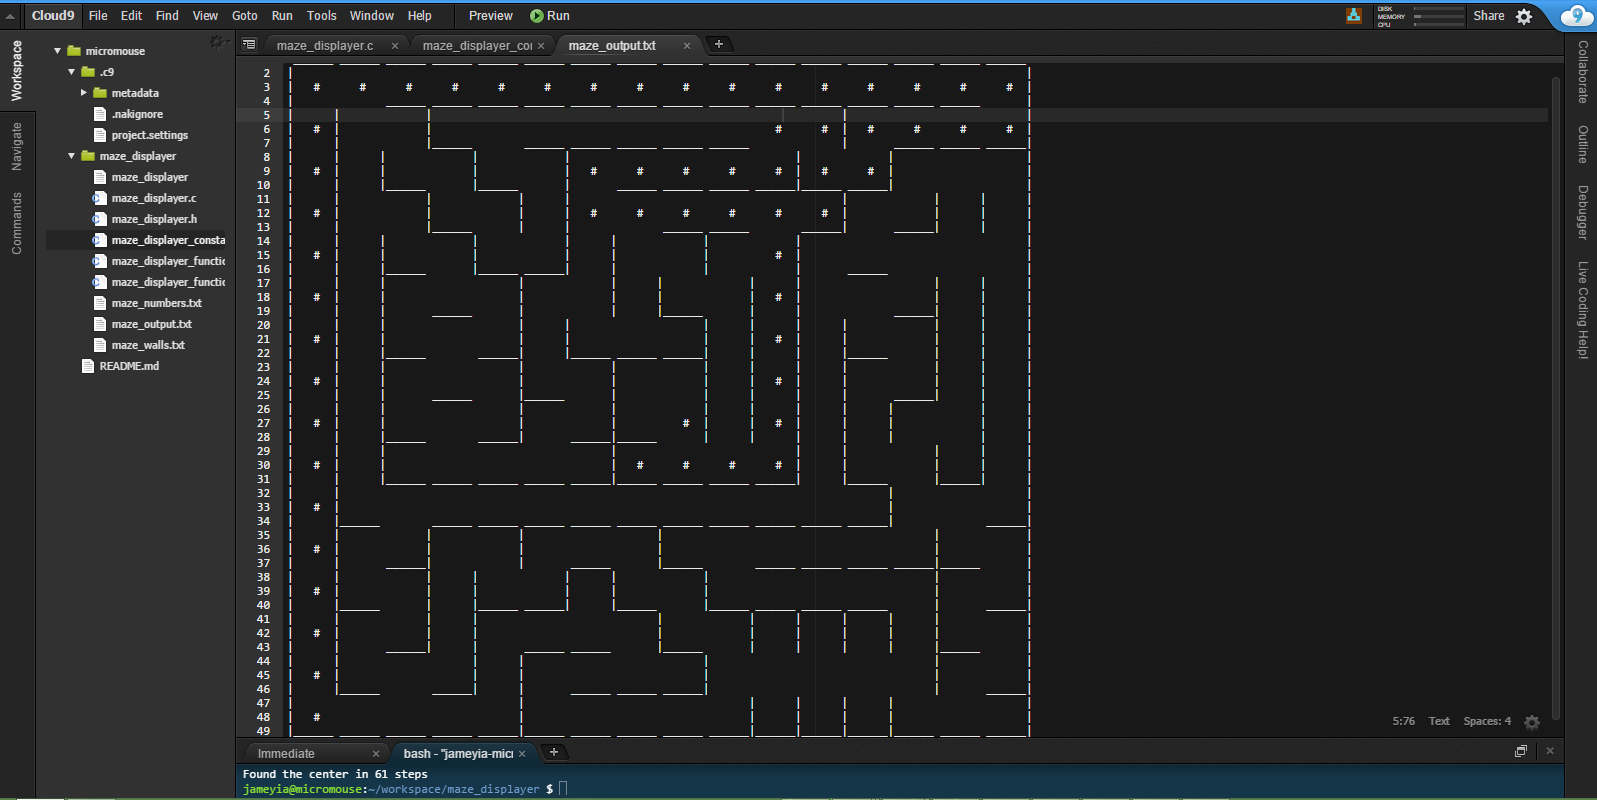 Cloud9 File Edit Find View Goto Run Tools Window Help Preview Run DISK MEMORY CPU Share
Workspace
Navigate
Commands
micromouse
.c9
metadata
.nakignore
project.settings
maze_displayer
maze_displayer
maze_displayer.c
maze_displayer.h
maze_displayer_consta
maze_displayer_functio
maze_displayer_functio
maze_numbers.txt
maze_output.txt
maze_walls.txt
README.md
maze_displayer.c × maze_displayer_coi × maze_output.txt × +
2
3 # # # # # # # # # # # # # # # #
4
5
6 # # # # # # #
7
8
9 # # # # # # # #
10
11
12 # # # # # # #
13
14
15 # #
16
17
18 # #
19
20
21 # #
22
23
24 # #
25
26
27 # # #
28
29
30 # # # # #
31
32
33 #
34
35
36 #
37
38
39 #
40
41
42 #
43
44
45 #
46
47
48 #
49
5:76 Text Spaces: 4
Collaborate
Outline
Debugger
Live Coding Help!
Immediate × bash - "jameyia-micr × +
Found the center in 61 steps
jameyia@micromouse:~/workspace/maze_displayer $